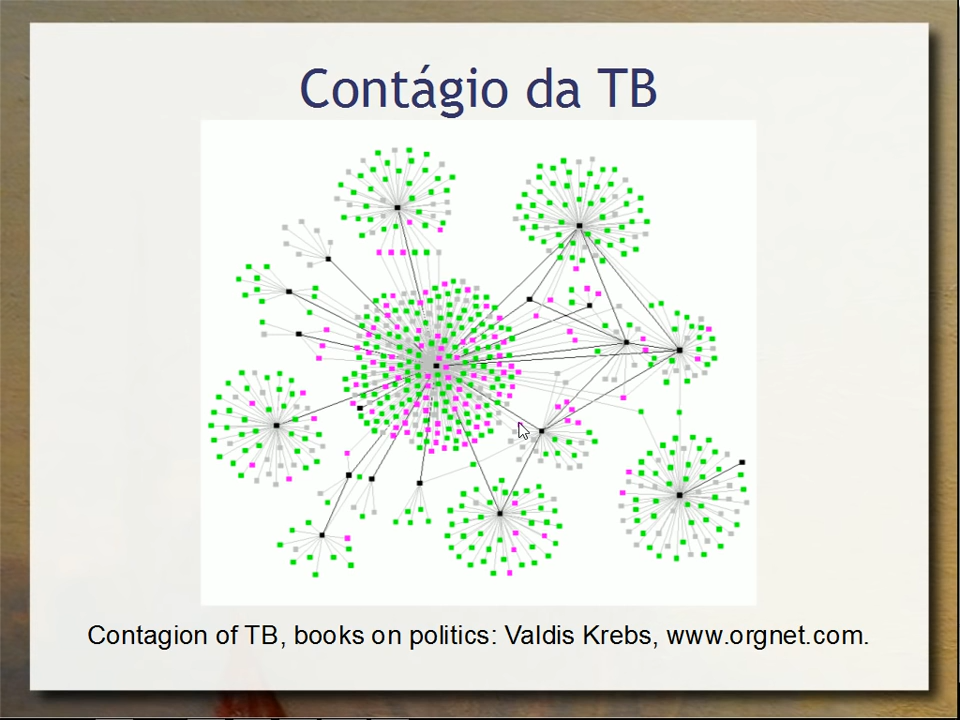 Contágio da TB
Contagion of TB, books on politics: Valdis Krebs, www.orgnet.com.